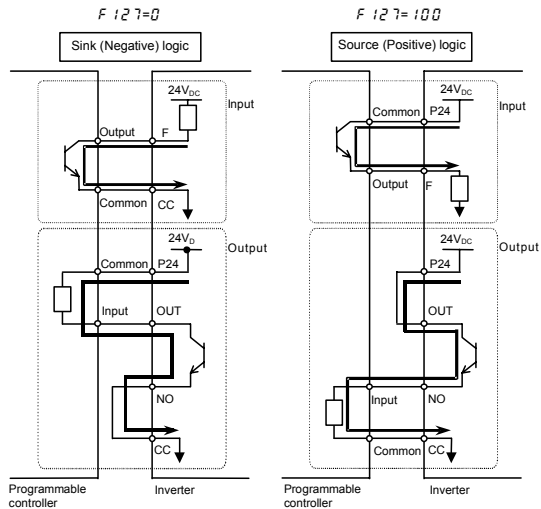 F127=0
Sink (Negative) logic
24VDC
Input
Output
F
Common
CC
24VD
Output
Common
P24
Input
OUT
NO
CC
Programmable
controller
Inverter
F127=100
Source (Positive) logic
24VDC
Input
Common
P24
Output
F
24VDC
Output
P24
OUT
Input
NO
Common
CC
Programmable
controller
Inverter